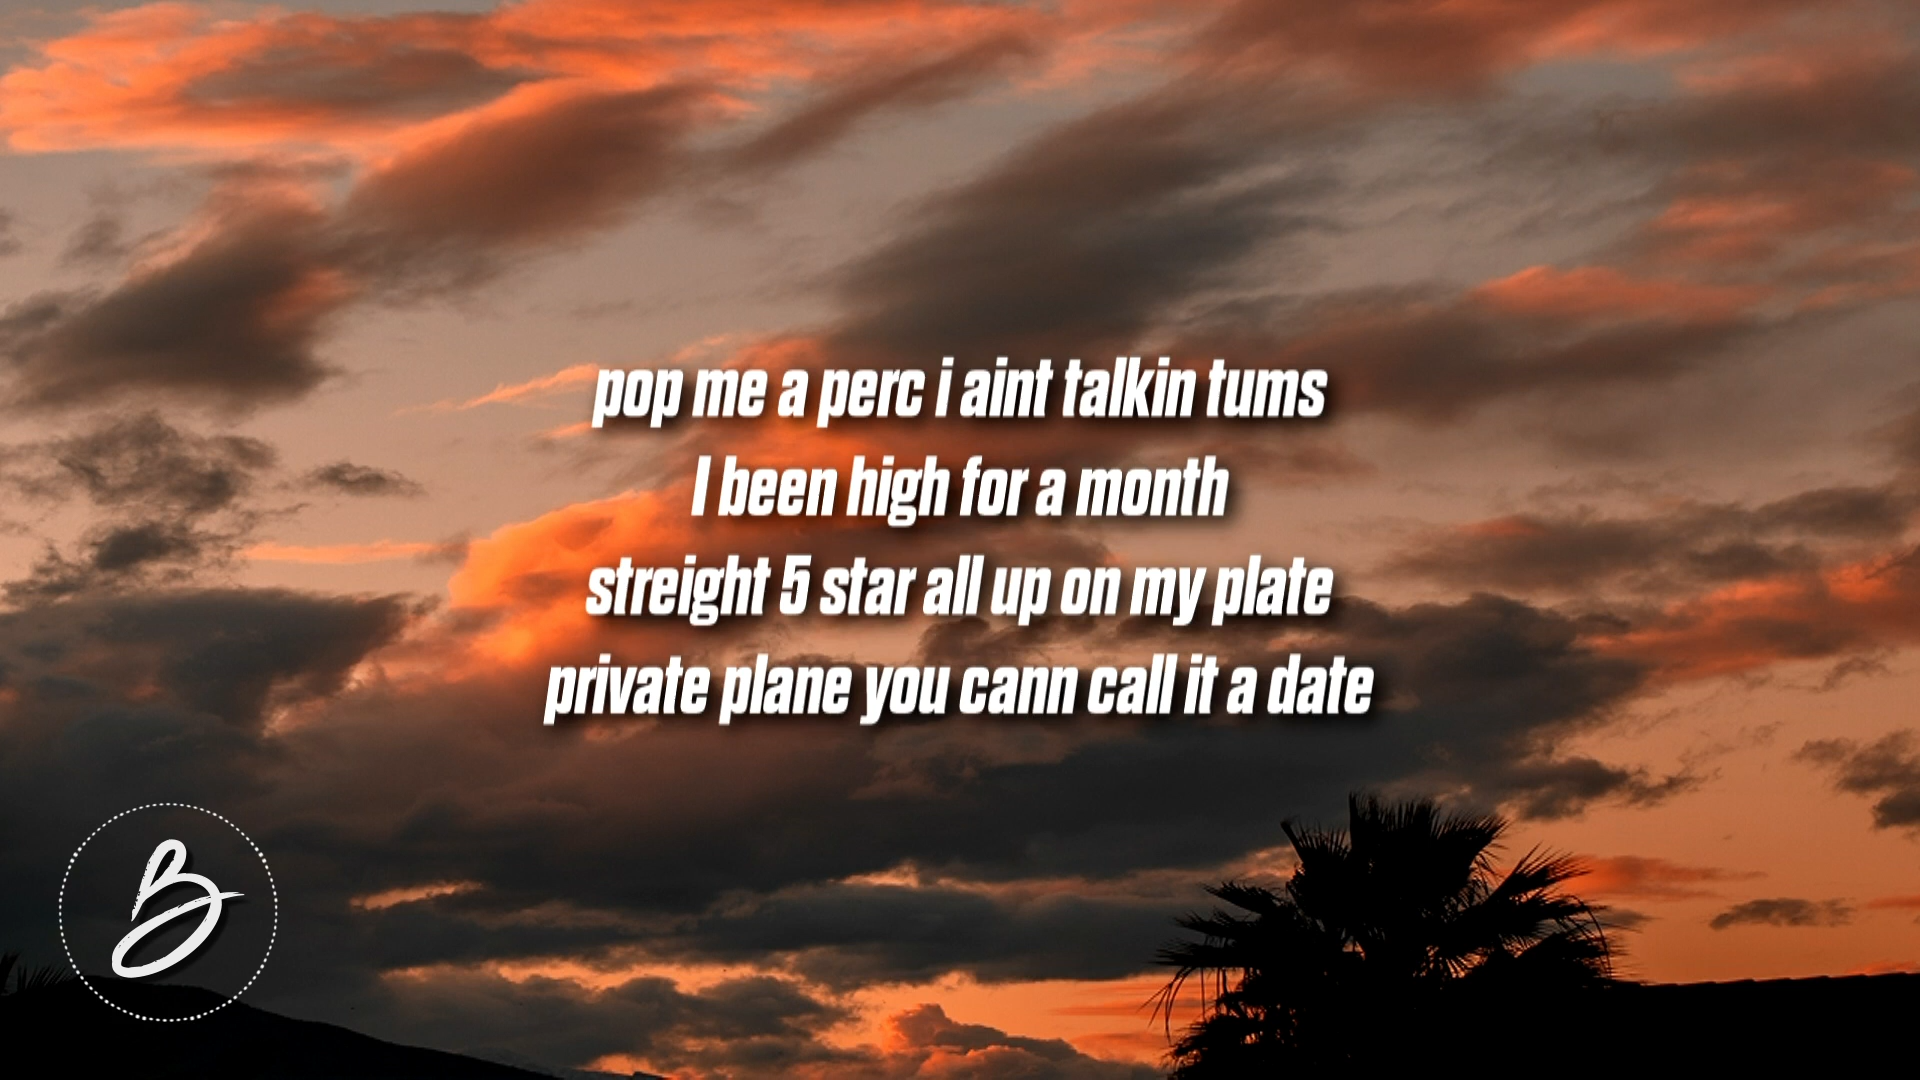 pop me a perc i aint talkin tums
I been high for a month
streight 5 star all up on my plate
private plane you cann call it a date
B